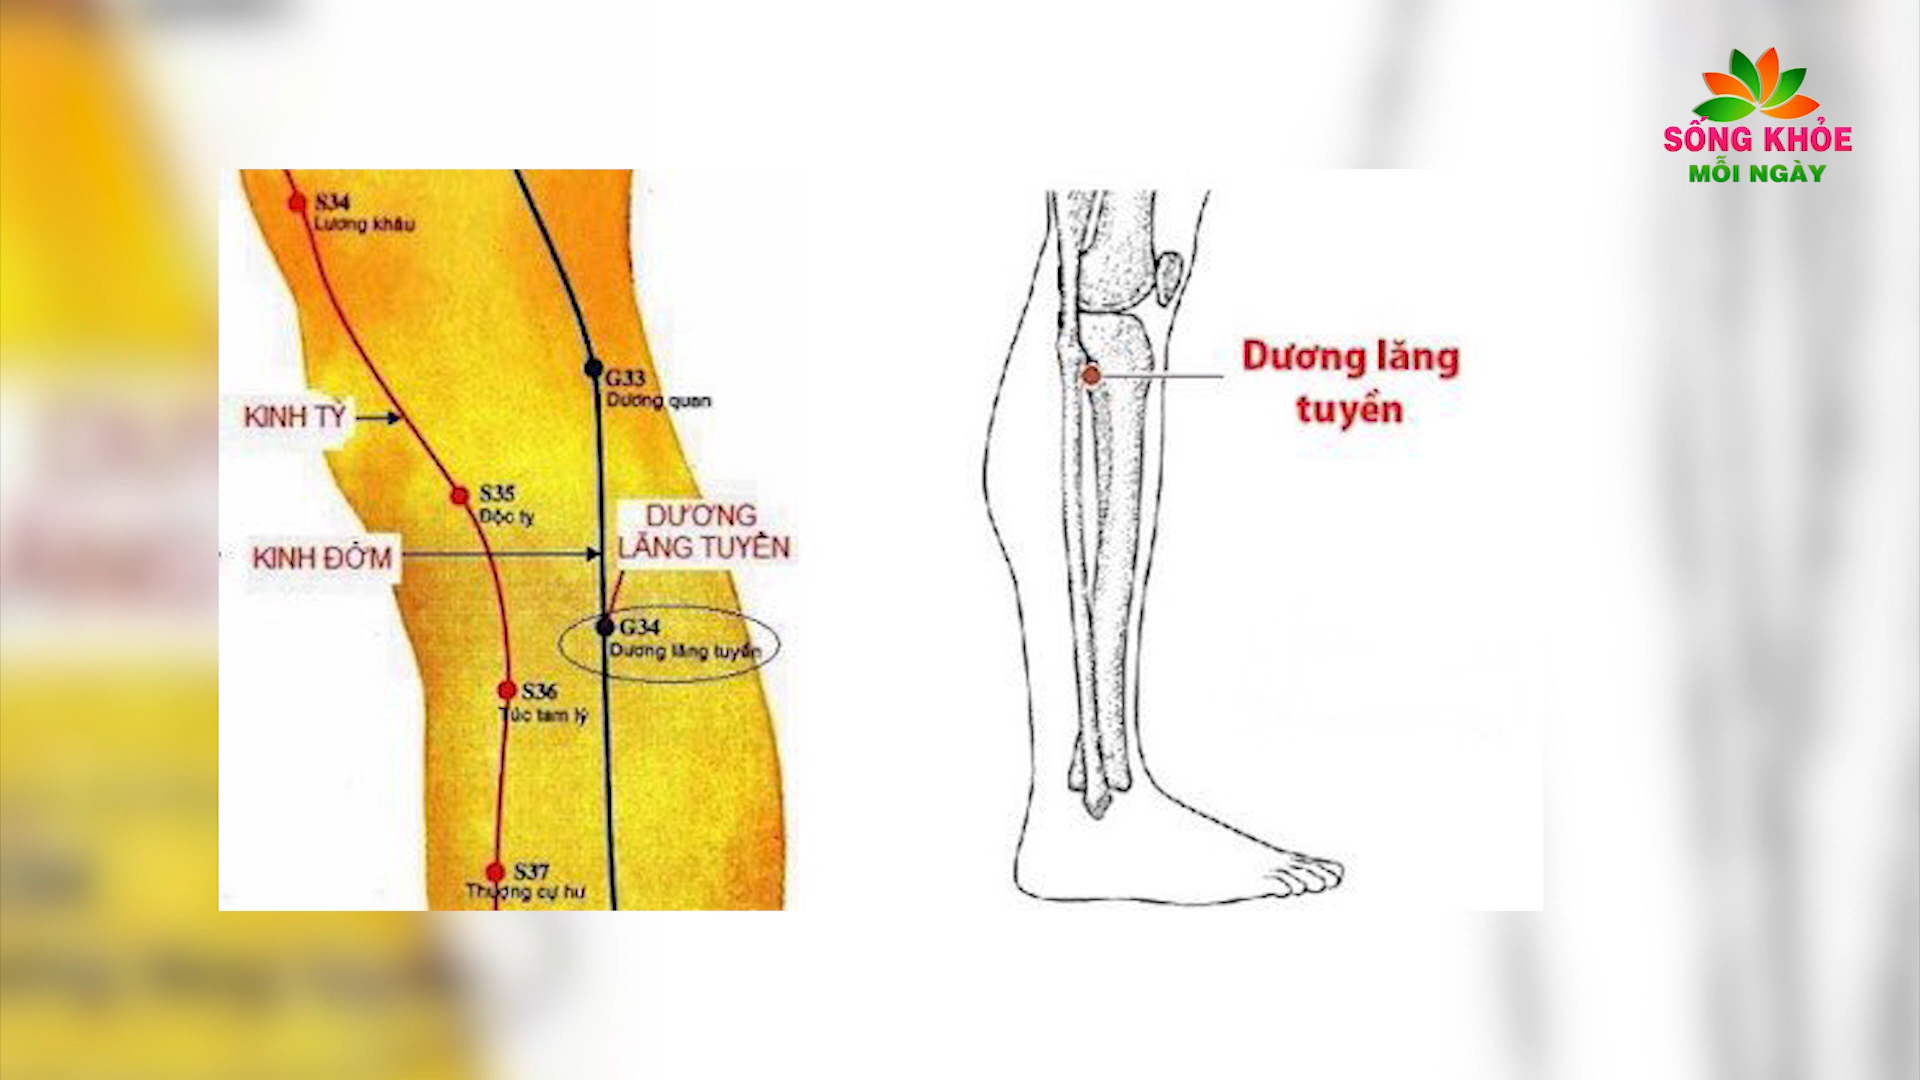 SỐNG KHỎE
MỖI NGÀY
S34
Lương khâu
G33
Dương quan
KINH TỲ
S35
Độc tỵ
DƯƠNG
LĂNG TUYỀN
KINH ĐỞM
G34
Dương lăng tuyền
S36
Túc tam lý
S37
Thượng cự hư
Dương lăng
tuyền